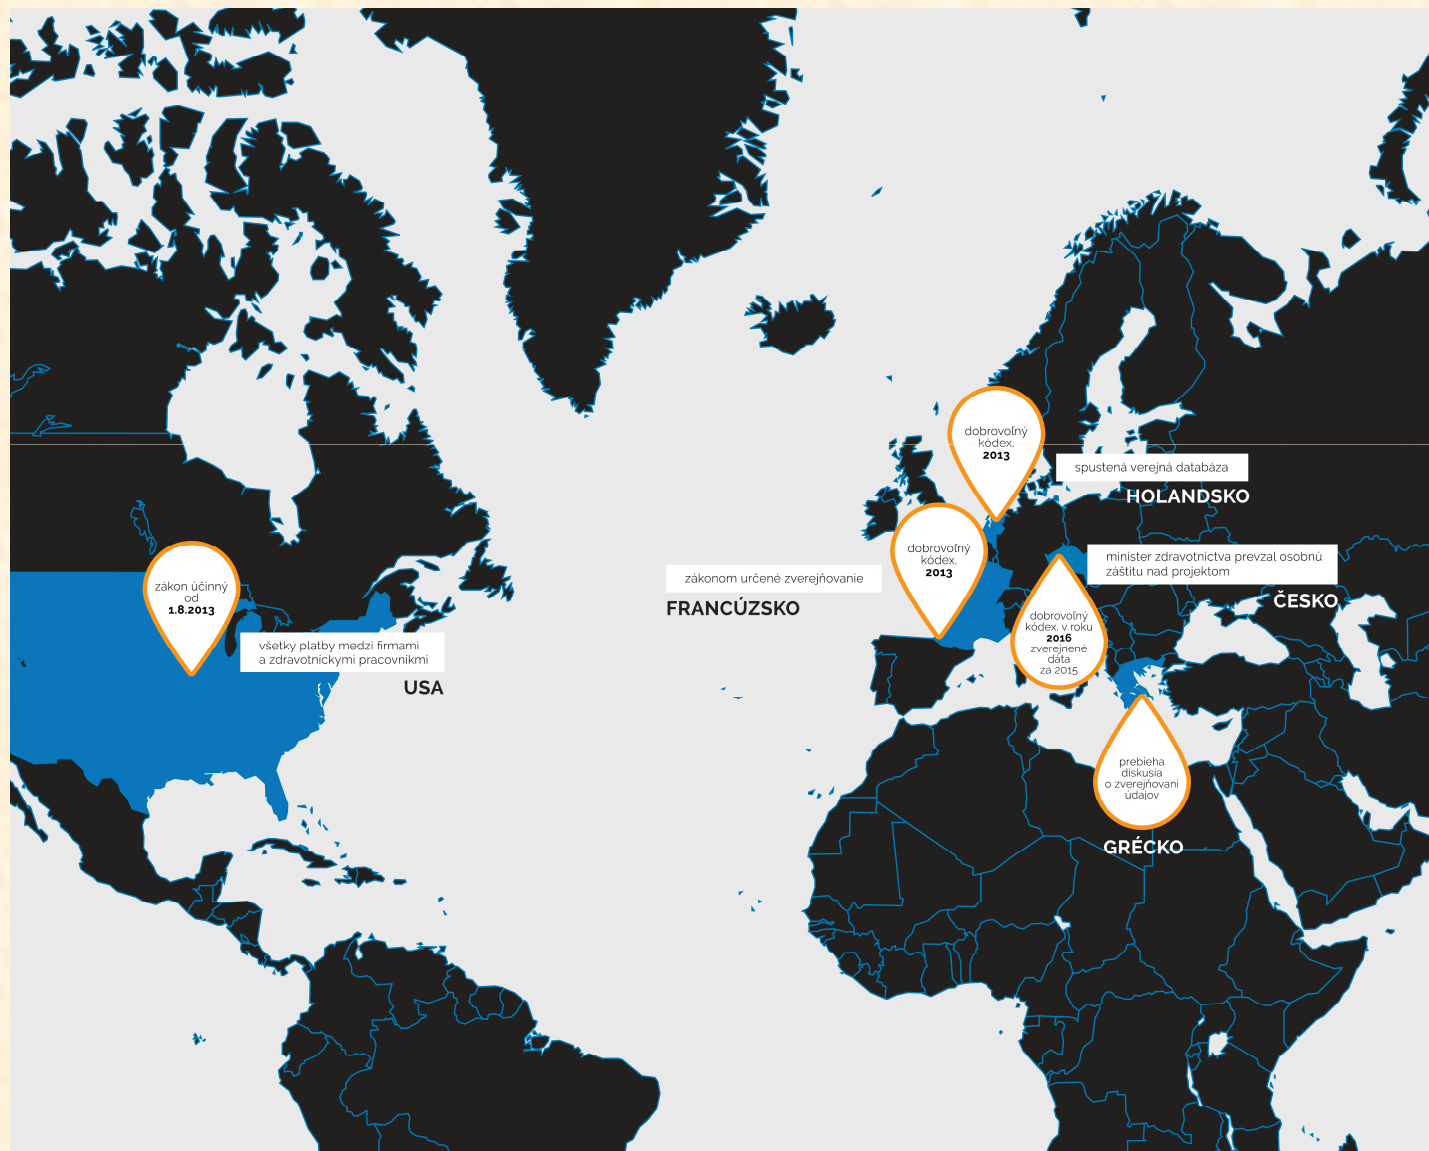 dobrovoľný
kódex,
2013
spustená verejná databáza
HOLANDSKO
dobrovoľný
kódex,
2013
zákonom určené zverejňovanie
FRANCÚZSKO
minister zdravotníctva prevzal osobnú
záštitu nad projektom
ČESKO
dobrovoľný
kódex, v roku
2016
zverejnené
dáta
za 2015
zákon účinný
od
1.8.2013
všetky platby medzi firmami
a zdravotníckymi pracovníkmi
USA
prebieha
diskusia
o zverejňovaní
údajov
GRÉCKO